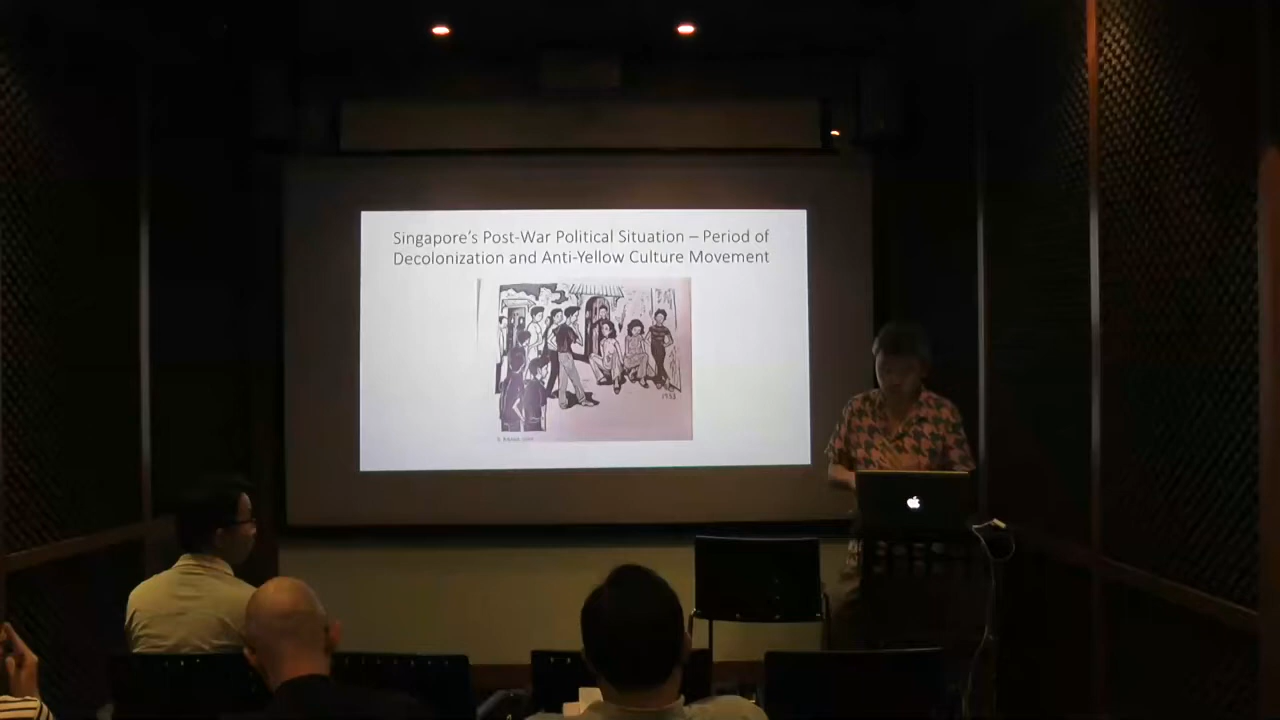 Singapore's Post-War Political Situation – Period of
Decolonization and Anti-Yellow Culture Movement